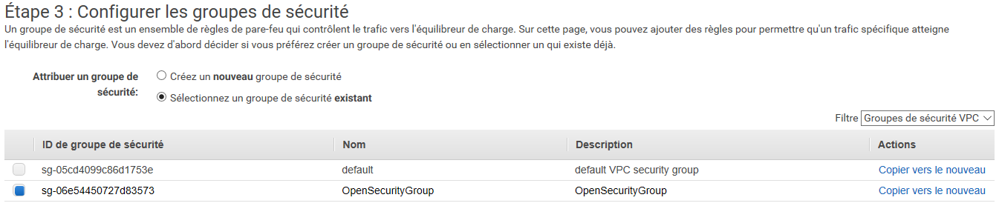 Étape 3 : Configurer les groupes de sécurité
Un groupe de sécurité est un ensemble de règles de pare-feu qui contrôlent le trafic vers l'équilibreur de charge. Sur cette page, vous pouvez ajouter des règles pour permettre qu'un trafic spécifique atteigne
l'équilibreur de charge. Vous devez d'abord décider si vous préférez créer un groupe de sécurité ou en sélectionner un qui existe déjà.
Attribuer un groupe de sécurité:
Créez un nouveau groupe de sécurité
Sélectionnez un groupe de sécurité existant
Filtre Groupes de sécurité VPC
ID de groupe de sécurité Nom Description Actions
sg-05cd4099c86d1753e default default VPC security group Copier vers le nouveau
sg-06e54450727d83573 OpenSecurityGroup OpenSecurityGroup Copier vers le nouveau